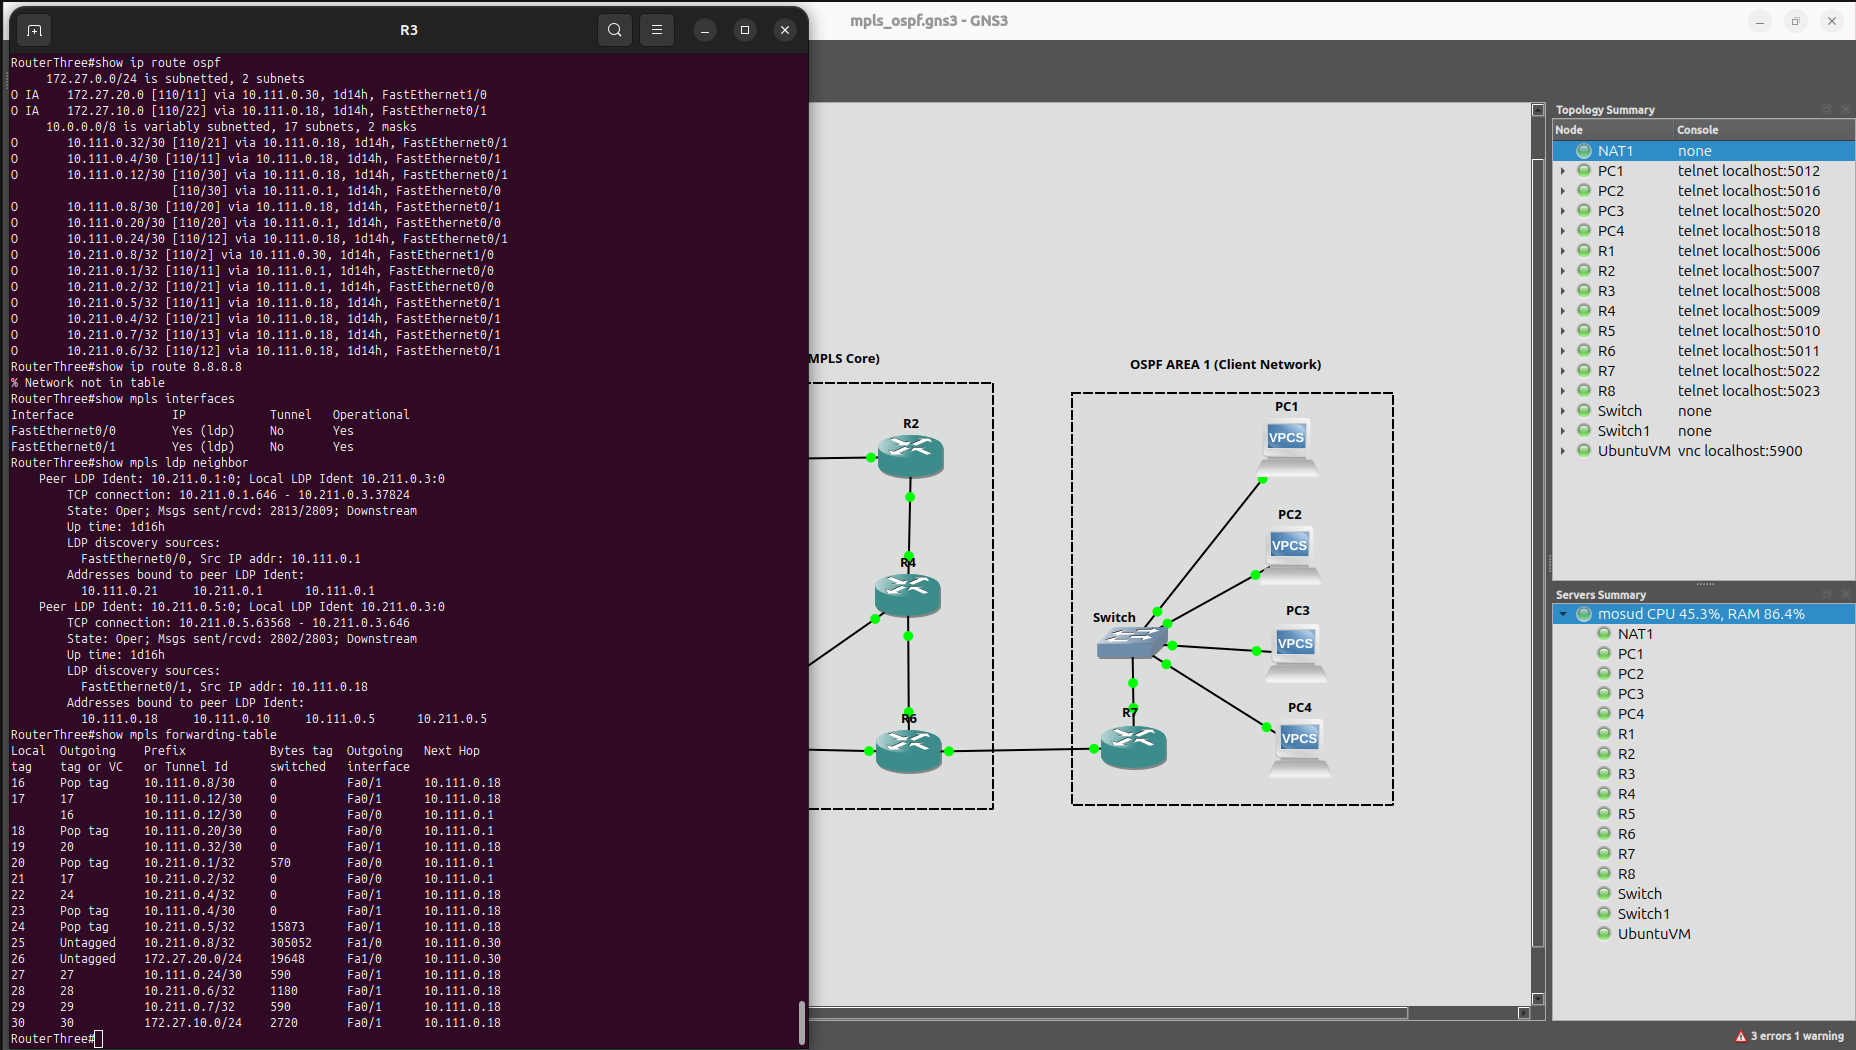 R3
RouterThree#show ip route ospf
     172.27.0.0/24 is subnetted, 2 subnets
O IA    172.27.20.0 [110/11] via 10.111.0.30, 1d14h, FastEthernet1/0
O IA    172.27.10.0 [110/22] via 10.111.0.18, 1d14h, FastEthernet0/1
     10.0.0.0/8 is variably subnetted, 17 subnets, 2 masks
O       10.111.0.32/30 [110/21] via 10.111.0.18, 1d14h, FastEthernet0/1
O       10.111.0.4/30 [110/11] via 10.111.0.18, 1d14h, FastEthernet0/1
O       10.111.0.12/30 [110/30] via 10.111.0.18, 1d14h, FastEthernet0/1
                       [110/30] via 10.111.0.1, 1d14h, FastEthernet0/0
O       10.111.0.8/30 [110/20] via 10.111.0.18, 1d14h, FastEthernet0/1
O       10.111.0.20/30 [110/20] via 10.111.0.1, 1d14h, FastEthernet0/0
O       10.111.0.24/30 [110/12] via 10.111.0.18, 1d14h, FastEthernet0/1
O       10.211.0.8/32 [110/2] via 10.111.0.30, 1d14h, FastEthernet1/0
O       10.211.0.1/32 [110/11] via 10.111.0.1, 1d14h, FastEthernet0/0
O       10.211.0.2/32 [110/21] via 10.111.0.1, 1d14h, FastEthernet0/0
O       10.211.0.5/32 [110/11] via 10.111.0.18, 1d14h, FastEthernet0/1
O       10.211.0.4/32 [110/21] via 10.111.0.18, 1d14h, FastEthernet0/1
O       10.211.0.7/32 [110/13] via 10.111.0.18, 1d14h, FastEthernet0/1
O       10.211.0.6/32 [110/12] via 10.111.0.18, 1d14h, FastEthernet0/1
RouterThree#show ip route 8.8.8.8
% Network not in table
RouterThree#show mpls interfaces
Interface              IP            Tunnel   Operational
FastEthernet0/0        Yes (ldp)     No       Yes
FastEthernet0/1        Yes (ldp)     No       Yes
RouterThree#show mpls ldp neighbor
    Peer LDP Ident: 10.211.0.1:0; Local LDP Ident 10.211.0.3:0
        TCP connection: 10.211.0.1.646 - 10.211.0.3.37824
        State: Oper; Msgs sent/rcvd: 2813/2809; Downstream
        Up time: 1d16h
        LDP discovery sources:
          FastEthernet0/0, Src IP addr: 10.111.0.1
        Addresses bound to peer LDP Ident:
          10.111.0.21     10.211.0.1      10.111.0.1
    Peer LDP Ident: 10.211.0.5:0; Local LDP Ident 10.211.0.3:0
        TCP connection: 10.211.0.5.63568 - 10.211.0.3.646
        State: Oper; Msgs sent/rcvd: 2802/2803; Downstream
        Up time: 1d16h
        LDP discovery sources:
          FastEthernet0/1, Src IP addr: 10.111.0.18
        Addresses bound to peer LDP Ident:
          10.111.0.18     10.111.0.10     10.111.0.5      10.211.0.5
RouterThree#show mpls forwarding-table
Local  Outgoing    Prefix            Bytes tag  Outgoing   Next Hop
tag    tag or VC   or Tunnel Id      switched   interface
16     Pop tag     10.111.0.8/30     0          Fa0/1      10.111.0.18
17     17          10.111.0.12/30    0          Fa0/1      10.111.0.18
       16          10.111.0.12/30    0          Fa0/0      10.111.0.1
18     Pop tag     10.111.0.20/30    0          Fa0/0      10.111.0.1
19     20          10.111.0.32/30    0          Fa0/1      10.111.0.18
20     Pop tag     10.211.0.1/32     570        Fa0/0      10.111.0.1
21     17          10.211.0.2/32     0          Fa0/0      10.111.0.1
22     24          10.211.0.4/32     0          Fa0/1      10.111.0.18
23     Pop tag     10.111.0.4/30     0          Fa0/1      10.111.0.18
24     Pop tag     10.211.0.5/32     15873      Fa0/1      10.111.0.18
25     Untagged    10.211.0.8/32     305052     Fa1/0      10.111.0.30
26     Untagged    172.27.20.0/24    19648      Fa1/0      10.111.0.30
27     27          10.111.0.24/30    590        Fa0/1      10.111.0.18
28     28          10.211.0.6/32     1180       Fa0/1      10.111.0.18
29     29          10.211.0.7/32     590        Fa0/1      10.111.0.18
30     30          172.27.10.0/24    2720       Fa0/1      10.111.0.18
RouterThree#
mpls_ospf.gns3 - GNS3
MPLS Core)
R2
R4
R6
OSPF AREA 1 (Client Network)
PC1
VPCS
PC2
VPCS
PC3
VPCS
PC4
VPCS
Switch
R7
Topology Summary
Node Console
NAT1 none
PC1 telnet localhost:5012
PC2 telnet localhost:5016
PC3 telnet localhost:5020
PC4 telnet localhost:5018
R1 telnet localhost:5006
R2 telnet localhost:5007
R3 telnet localhost:5008
R4 telnet localhost:5009
R5 telnet localhost:5010
R6 telnet localhost:5011
R7 telnet localhost:5022
R8 telnet localhost:5023
Switch none
Switch1 none
UbuntuVM vnc localhost:5900
Servers Summary
mosud CPU 45.3%, RAM 86.4%
NAT1
PC1
PC2
PC3
PC4
R1
R2
R3
R4
R5
R6
R7
R8
Switch
Switch1
UbuntuVM
3 errors 1 warning